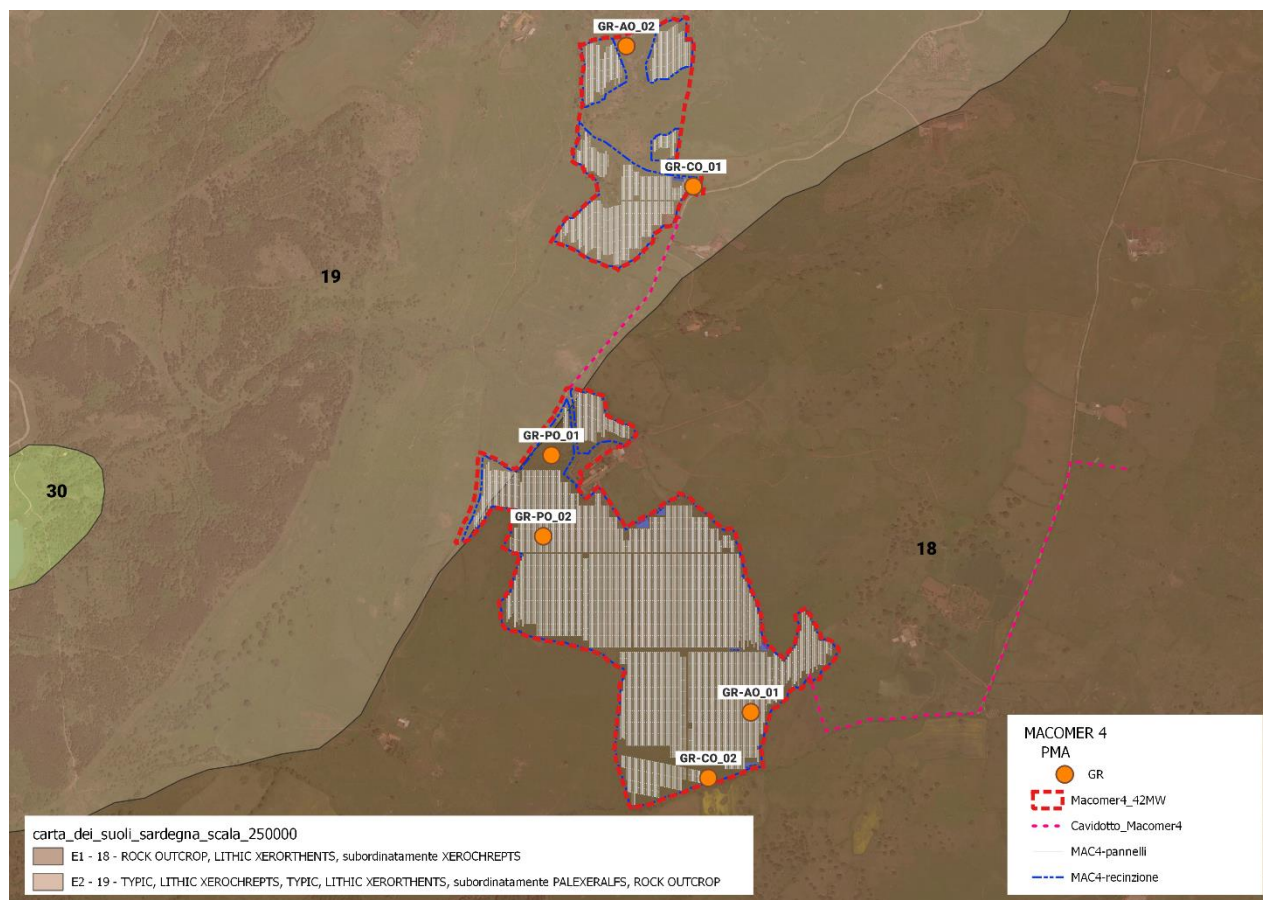 GR-AO_02
GR-CO_01
19
GR-PO_01
30
GR-PO_02
18
GR-AO_01
GR-CO_02
MACOMER 4
PMA
GR
Macomer4_42MW
Cavidotto_Macomer4
MAC4-pannelli
MAC4-recinzione
carta_dei_suoli_sardegna_scala_250000
E1 - 18 - ROCK OUTCROP, LITHIC XERORTHENTS, subordinatamente XEROCHREPTS
E2 - 19 - TYPIC, LITHIC XEROCHREPTS, TYPIC, LITHIC XERORTHENTS, subordinatamente PALEXERALFS, ROCK OUTCROP